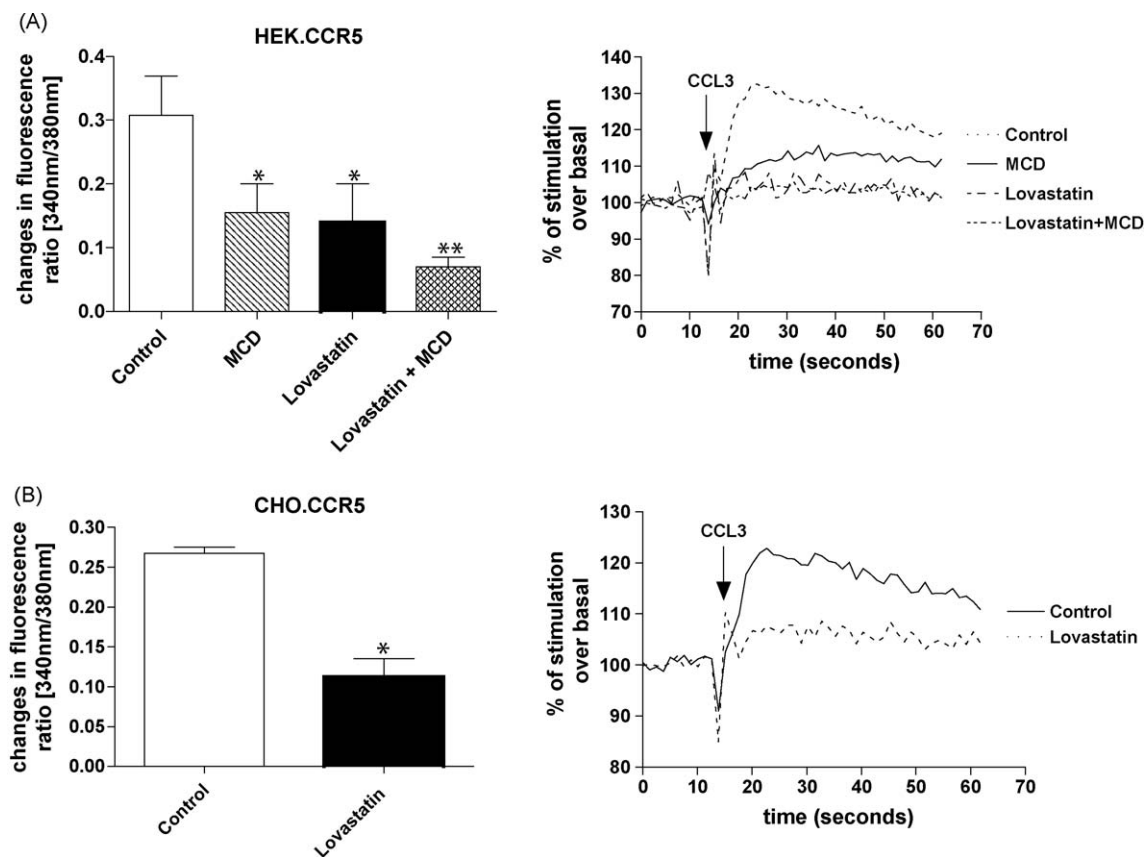 (A)
HEK.CCR5
changes in fluorescence
ratio [340nm/380nm]
0.4
0.3
0.2
0.1
0.0
*
*
**
Control
MCD
Lovastatin
Lovastatin + MCD
% of stimulation
over basal
140
130
120
110
100
90
80
70
CCL3
0 10 20 30 40 50 60 70
time (seconds)
Control
MCD
Lovastatin
Lovastatin+MCD
(B)
CHO.CCR5
changes in fluorescence
ratio [340nm/380nm]
0.30
0.25
0.20
0.15
0.10
0.05
0.00
*
Control
Lovastatin
% of stimulation
over basal
130
120
110
100
90
80
CCL3
0 10 20 30 40 50 60 70
time (seconds)
Control
Lovastatin